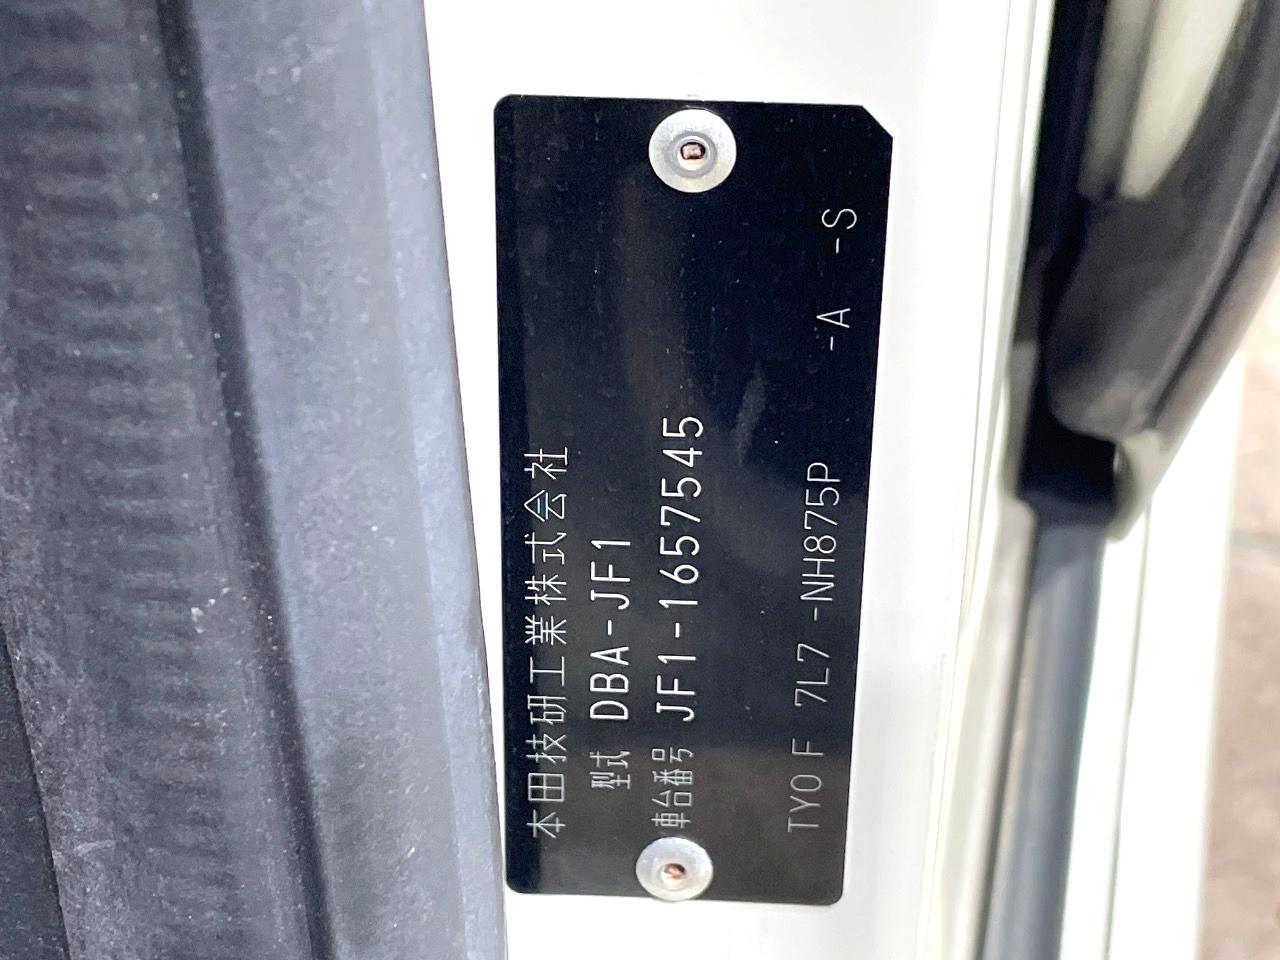 本田技研工業株式会社
型式 DBA-JF1
車台番号 JF1-1657545
TY0 F 7L7 -NH875P -A -S